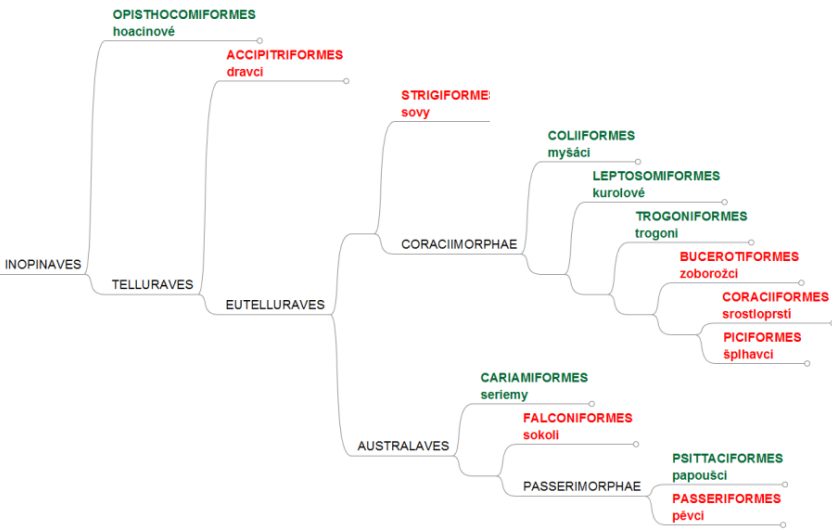 OPISTHOCOMIFORMES
hoacinové
ACCIPITRIFORMES
dravci
STRIGIFORMES
sovy
COLIIFORMES
myšáci
LEPTOSOMIFORMES
kurolové
TROGONIFORMES
trogoni
BUCEROTIFORMES
zoborožci
CORACIIFORMES
srostloprstí
PICIFORMES
šplhavci
CORACIIMORPHAE
INOPINAVES
TELLURAVES
EUTELLURAVES
CARIAMIFORMES
seriemy
FALCONIFORMES
sokoli
AUSTRALAVES
PSITTACIFORMES
papoušci
PASSERIMORPHAE
PASSERIFORMES
pěvci